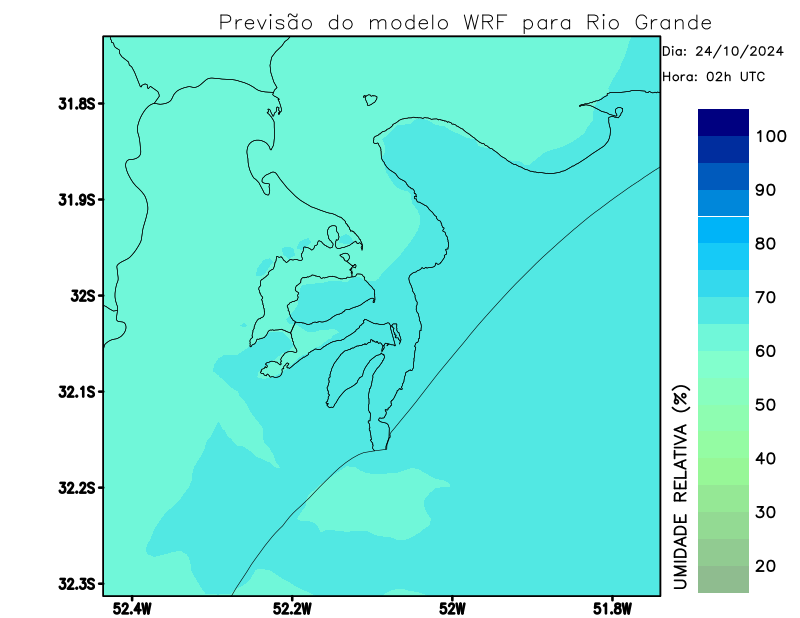 Previsão do modelo WRF para Rio Grande
Dia: 24/10/2024
Hora: 02h UTC
31.8S
31.9S
32S
32.1S
32.2S
32.3S
52.4W
52.2W
52W
51.8W
100
90
80
70
60
50
40
30
20
UMIDADE RELATIVA (%)